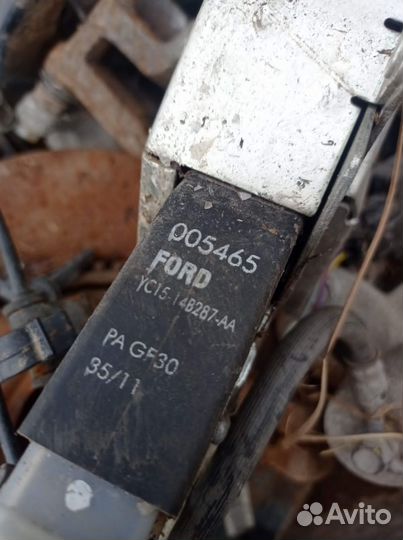 005465
FORD
YC15-14B287-AA
PA GF30
35/11
Avito